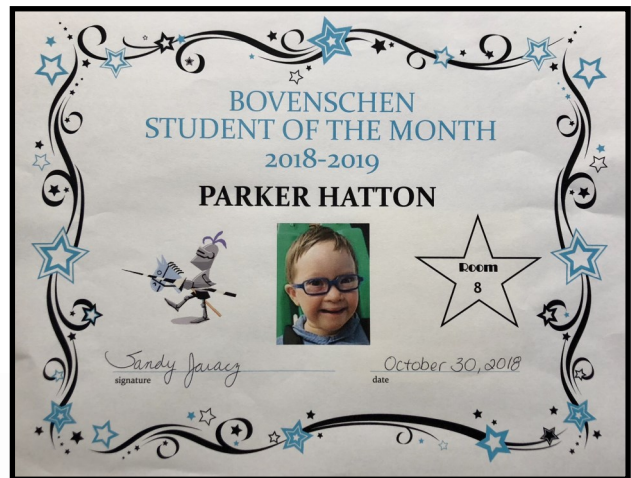 BOVENSCHEN
STUDENT OF THE MONTH
2018-2019
PARKER HATTON
Room
8
Sandy Jaracz
October 30, 2018
signature
date